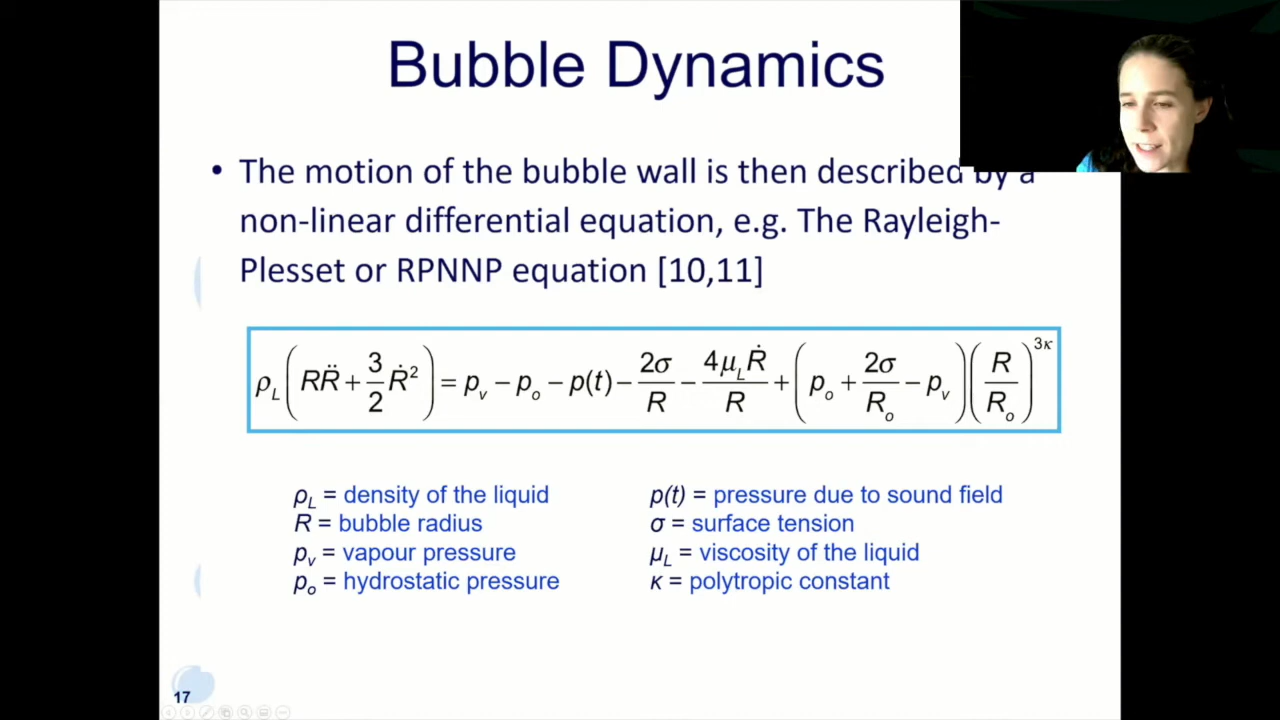 Bubble Dynamics
• The motion of the bubble wall is then described by a
non-linear differential equation, e.g. The Rayleigh-
Plesset or RPNNP equation [10,11]
ρ_L (RR̈ + 3/2 Ṙ²) = p_v − p_o − p(t) − 2σ/R − 4μ_LṘ/R + (p_o + 2σ/R_o − p_v)(R/R_o)^3κ
ρ_L = density of the liquid
R = bubble radius
p_v = vapour pressure
p_o = hydrostatic pressure
p(t) = pressure due to sound field
σ = surface tension
μ_L = viscosity of the liquid
κ = polytropic constant
17